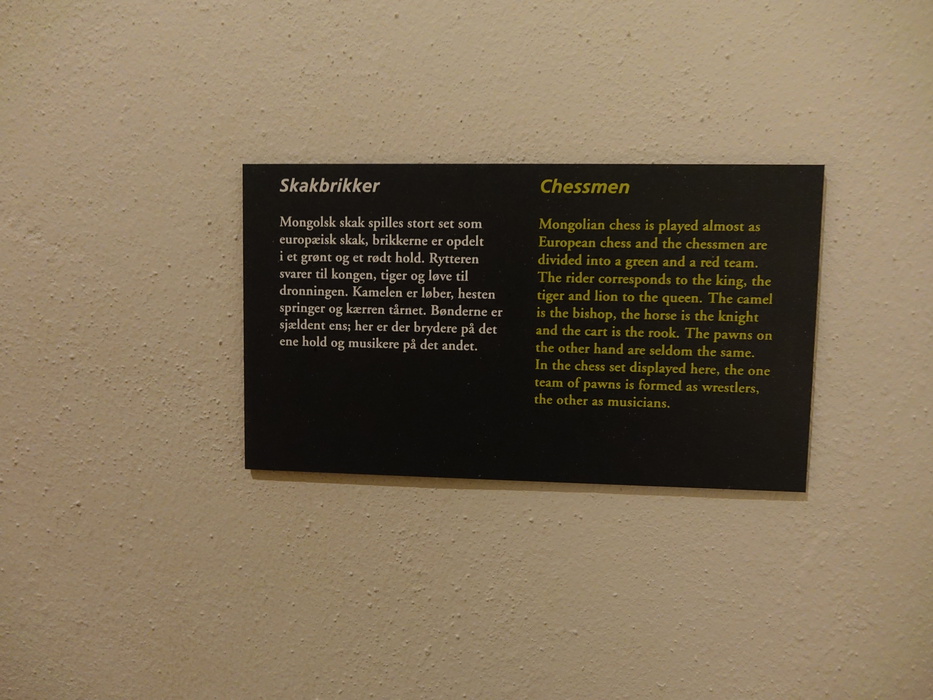 Skakbrikker
Mongolsk skak spilles stort set som
europæisk skak, brikkerne er opdelt
i et grønt og et rødt hold. Rytteren
svarer til kongen, tiger og løve til
dronningen. Kamelen er løber, hesten
springer og kærren tårnet. Bønderne er
sjældent ens; her er der brydere på det
ene hold og musikere på det andet.
Chessmen
Mongolian chess is played almost as
European chess and the chessmen are
divided into a green and a red team.
The rider corresponds to the king, the
tiger and lion to the queen. The camel
is the bishop, the horse is the knight
and the cart is the rook. The pawns on
the other hand are seldom the same.
In the chess set displayed here, the one
team of pawns is formed as wrestlers,
the other as musicians.